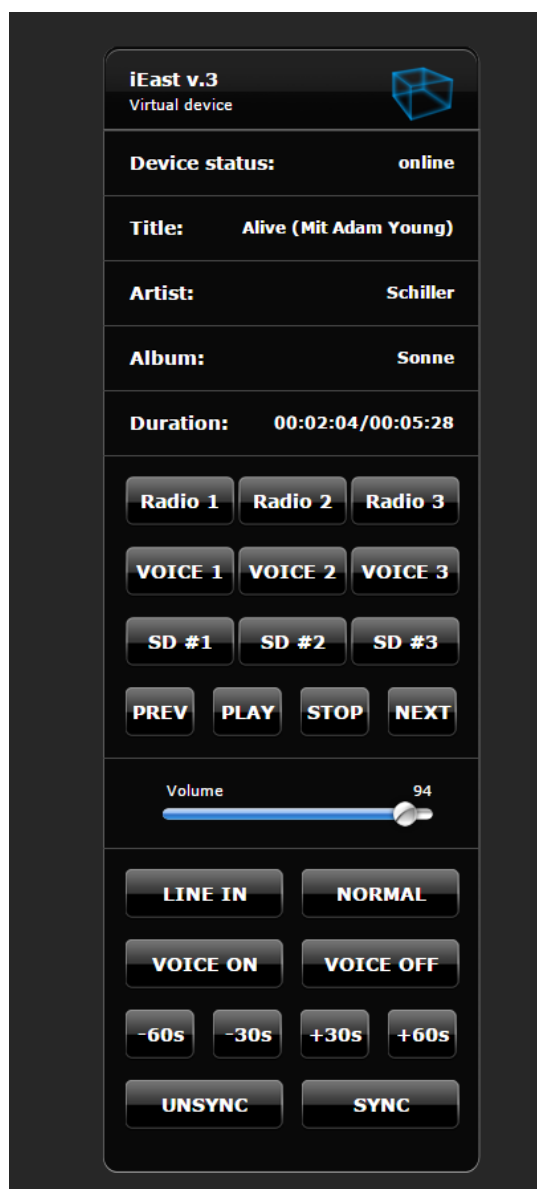 iEast v.3
Virtual device
Device status: online
Title: Alive (Mit Adam Young)
Artist: Schiller
Album: Sonne
Duration: 00:02:04/00:05:28
Radio 1 Radio 2 Radio 3
VOICE 1 VOICE 2 VOICE 3
SD #1 SD #2 SD #3
PREV PLAY STOP NEXT
Volume 94
LINE IN NORMAL
VOICE ON VOICE OFF
-60s -30s +30s +60s
UNSYNC SYNC